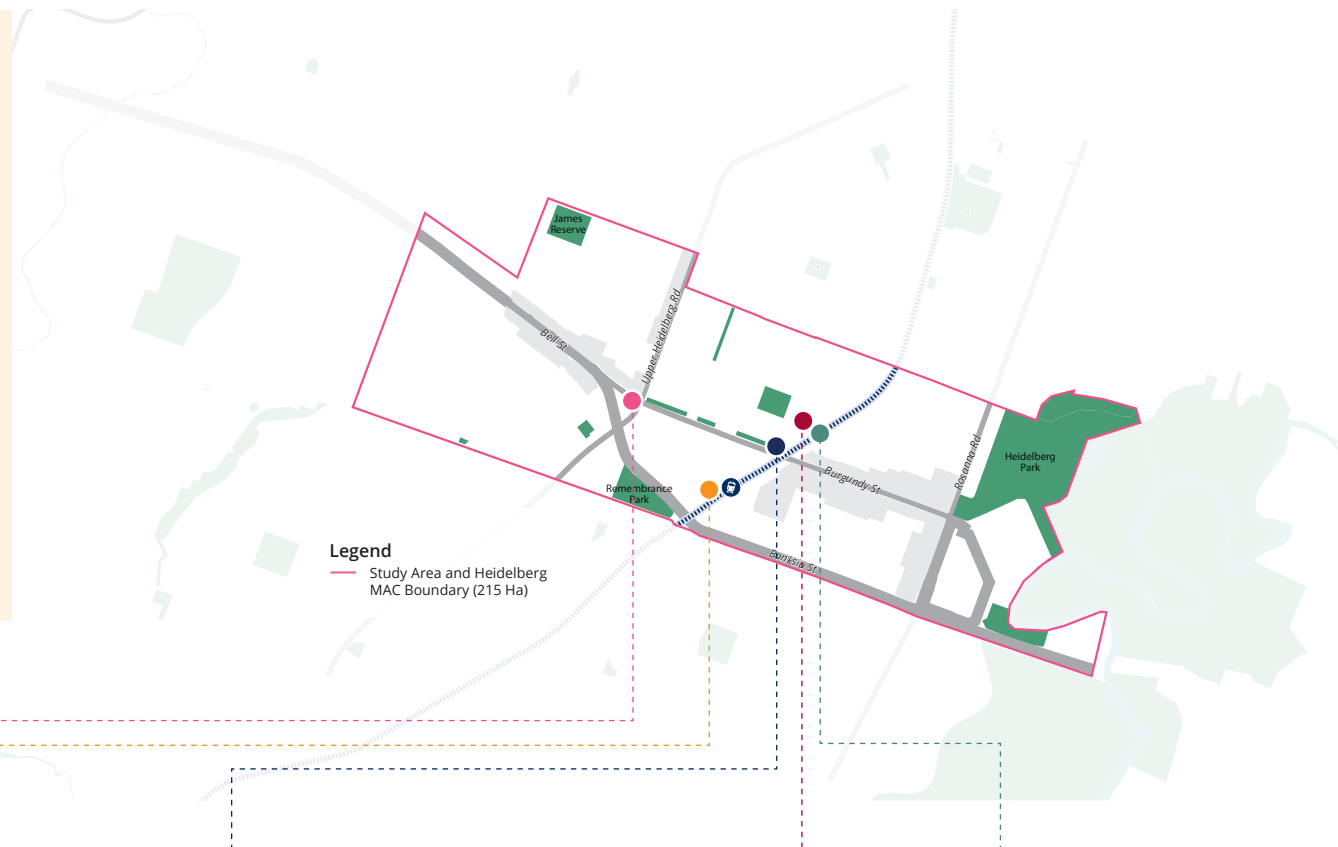 James
Reserve
Upper Heidelberg Rd
Bell St
Rosanna Rd
Heidelberg
Park
Burgundy St
Remembrance
Park
Banksia St
Legend
Study Area and Heidelberg
MAC Boundary (215 Ha)